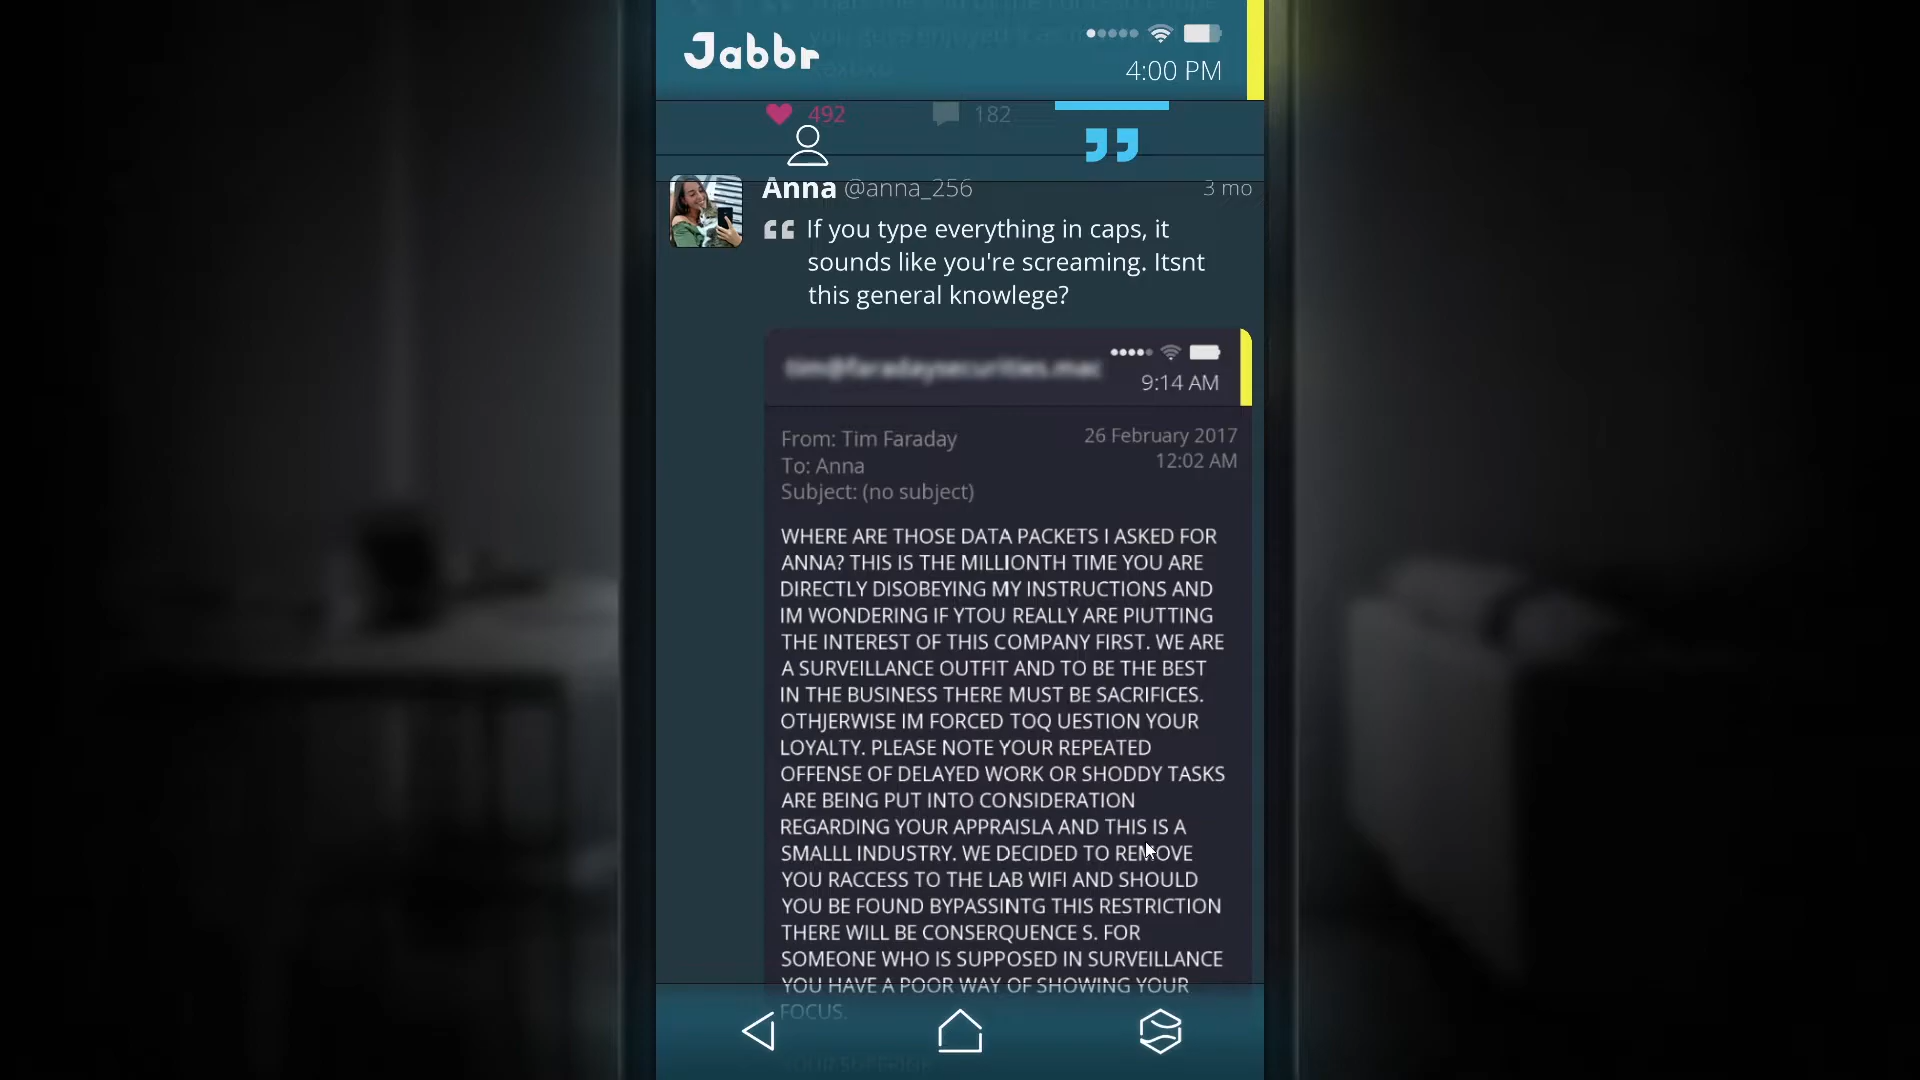 Jabbr
4:00 PM
492
182
Anna @anna_256
3 mo
If you type everything in caps, it
sounds like you're screaming. Itsnt
this general knowlege?
tim@faradaysecurities.mac
9:14 AM
From: Tim Faraday
26 February 2017
To: Anna
12:02 AM
Subject: (no subject)
WHERE ARE THOSE DATA PACKETS I ASKED FOR
ANNA? THIS IS THE MILLIONTH TIME YOU ARE
DIRECTLY DISOBEYING MY INSTRUCTIONS AND
IM WONDERING IF YTOU REALLY ARE PIUTTING
THE INTEREST OF THIS COMPANY FIRST. WE ARE
A SURVEILLANCE OUTFIT AND TO BE THE BEST
IN THE BUSINESS THERE MUST BE SACRIFICES.
OTHJERWISE IM FORCED TOQ UESTION YOUR
LOYALTY. PLEASE NOTE YOUR REPEATED
OFFENSE OF DELAYED WORK OR SHODDY TASKS
ARE BEING PUT INTO CONSIDERATION
REGARDING YOUR APPRAISLA AND THIS IS A
SMALLL INDUSTRY. WE DECIDED TO REMOVE
YOU RACCESS TO THE LAB WIFI AND SHOULD
YOU BE FOUND BYPASSINTG THIS RESTRICTION
THERE WILL BE CONSERQUENCE S. FOR
SOMEONE WHO IS SUPPOSED IN SURVEILLANCE
YOU HAVE A POOR WAY OF SHOWING YOUR
FOCUS.